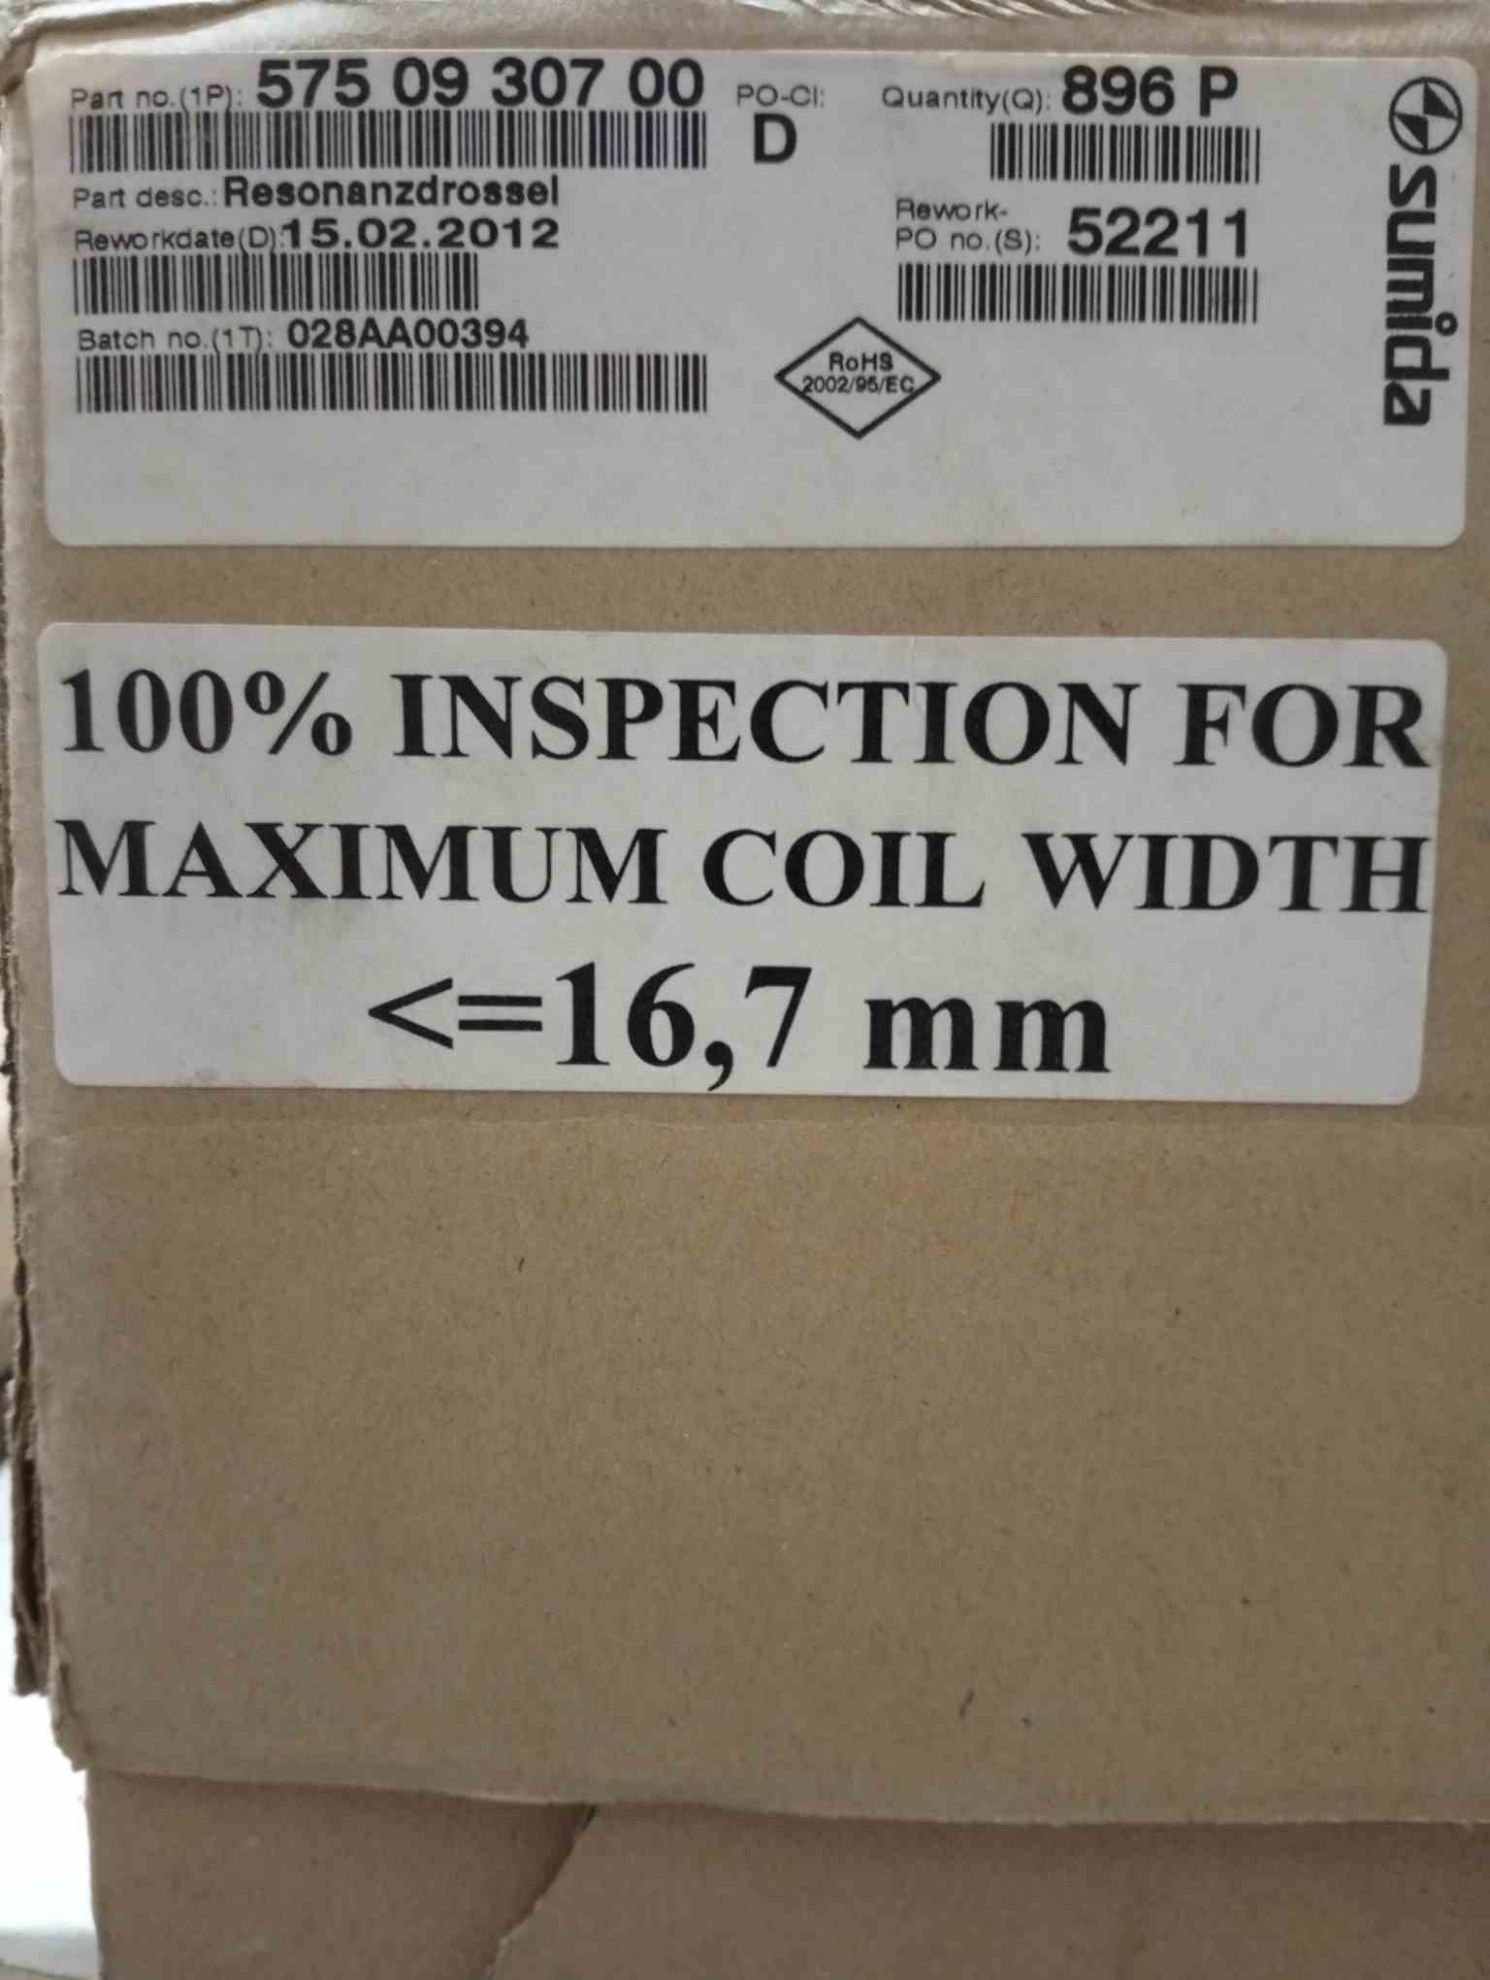 Part no.(1P): 575 09 307 00
PO-CI:
D
Quantity(Q): 896 P
Part desc.: Resonanzdrossel
Reworkdate(D): 15.02.2012
Rework-
PO no.(S): 52211
Batch no.(1T): 028AA00394
RoHS
2002/95/EC
sumida
100% INSPECTION FOR
MAXIMUM COIL WIDTH
<=16,7 mm